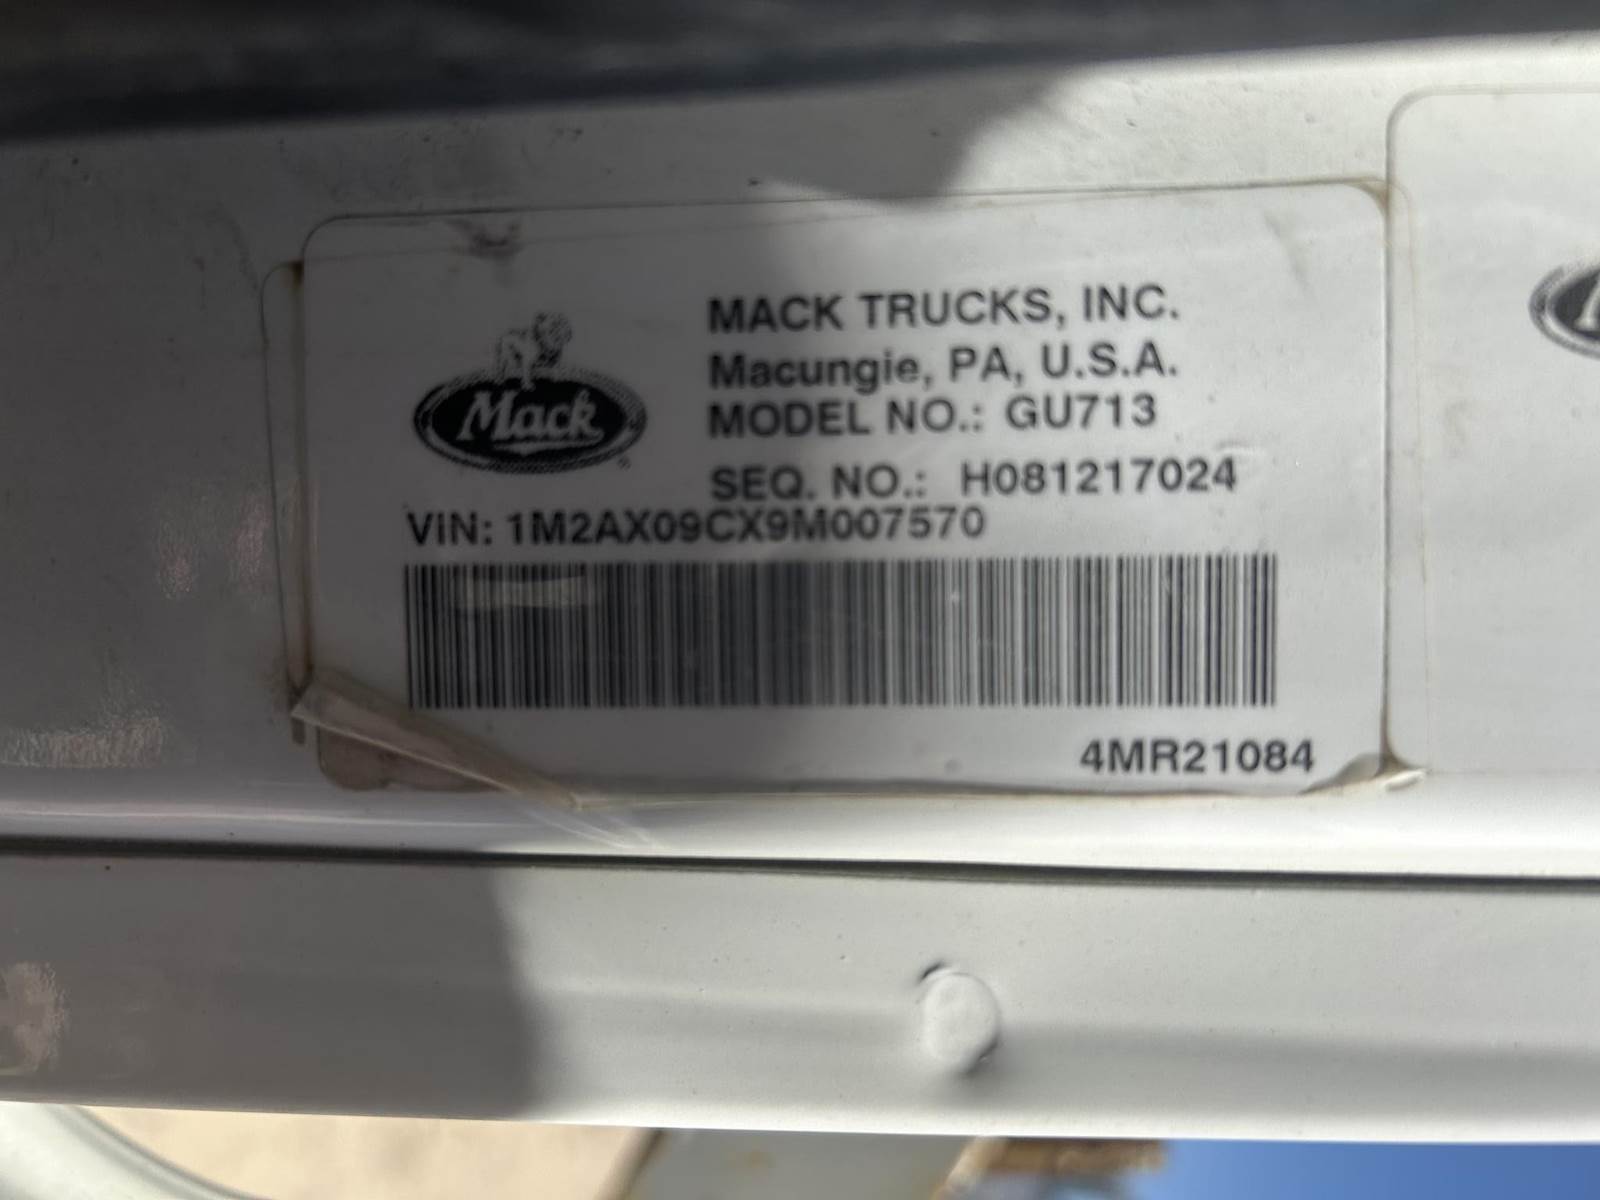 MACK TRUCKS, INC.
Macungie, PA, U.S.A.
Mack
MODEL NO.: GU713
SEQ. NO.: H081217024
VIN: 1M2AX09CX9M007570
4MR21084